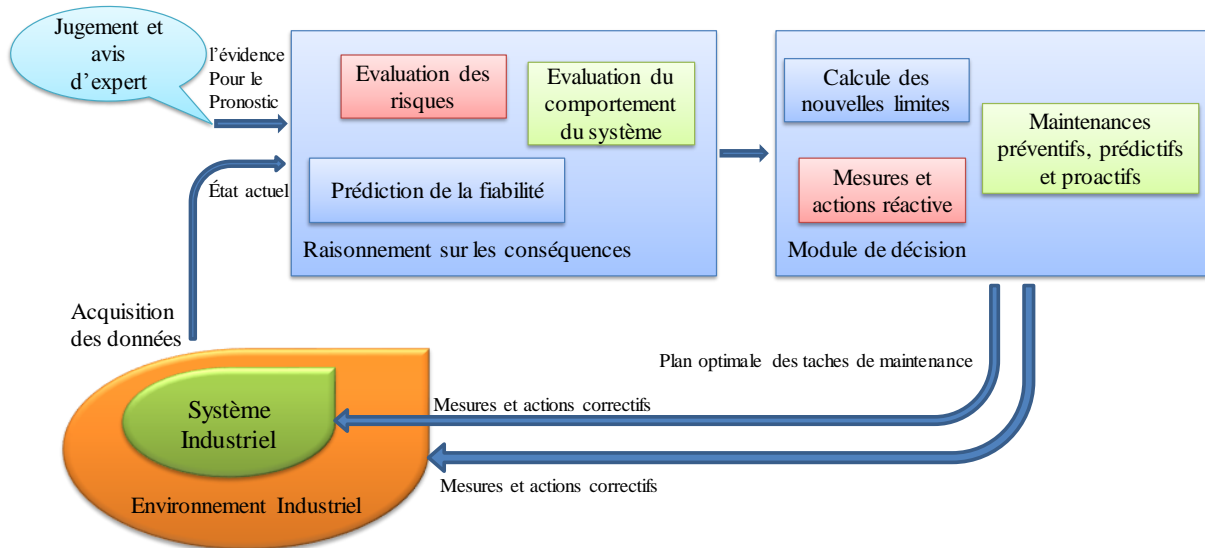 Jugement et
avis
d'expert
l'évidence
Pour le
Pronostic
État actuel
Evaluation des
risques
Evaluation du
comportement
du système
Prédiction de la fiabilité
Raisonnement sur les conséquences
Calcule des
nouvelles limites
Maintenances
préventifs, prédictifs
et proactifs
Mesures et
actions réactive
Module de décision
Acquisition
des données
Plan optimale des taches de maintenance
Système
Industriel
Mesures et actions correctifs
Mesures et actions correctifs
Environnement Industriel